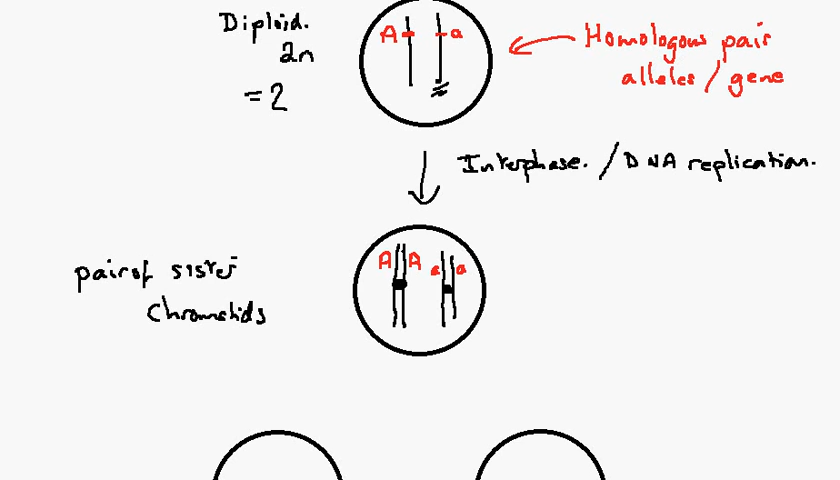 Diploid.
2n
= 2
A a
Homologous pair
alleles / gene
Interphase. / DNA replication.
pair of sister
Chromatids
A A a a